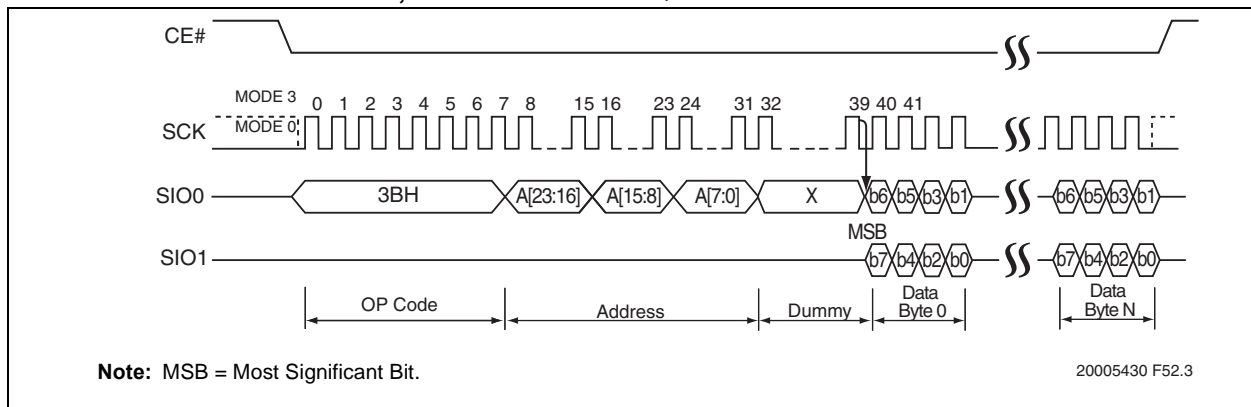 CE#
MODE 3
0 1 2 3 4 5 6 7 8 15 16 23 24 31 32 39 40 41
SCK
MODE 0
SIO0
3BH
A[23:16]
A[15:8]
A[7:0]
X
b6 b5 b3 b1
b6 b5 b3 b1
MSB
SIO1
b7 b4 b2 b0
b7 b4 b2 b0
OP Code
Address
Dummy
Data
Byte 0
Data
Byte N
Note: MSB = Most Significant Bit.
20005430 F52.3